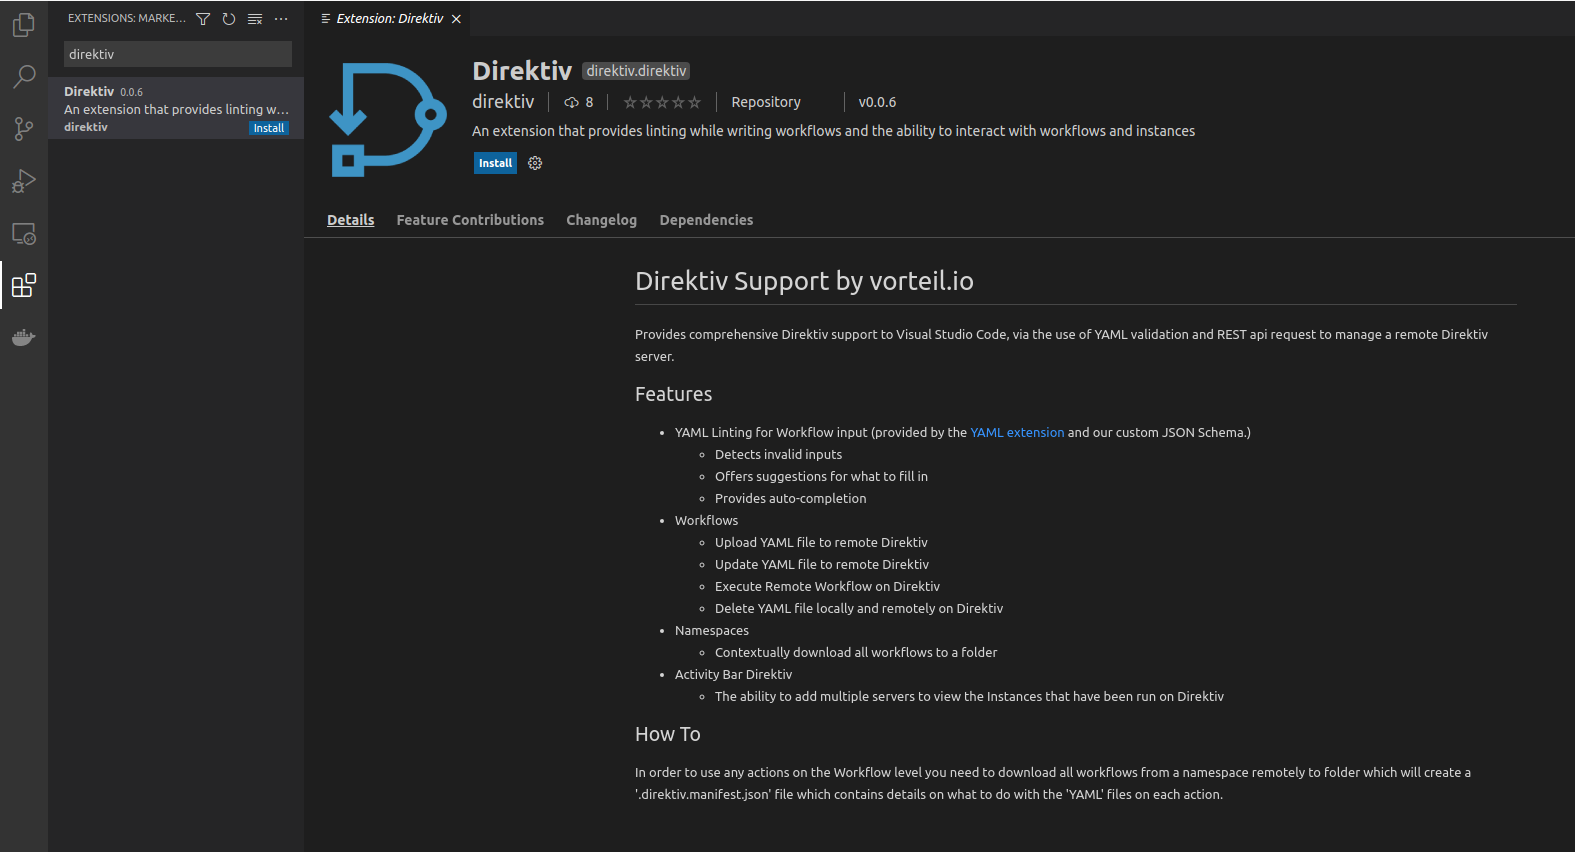 EXTENSIONS: MARKE...
direktiv
Direktiv 0.0.6
An extension that provides linting w...
direktiv Install
Extension: Direktiv
Direktiv direktiv.direktiv
direktiv 8 Repository v0.0.6
An extension that provides linting while writing workflows and the ability to interact with workflows and instances
Install
Details Feature Contributions Changelog Dependencies
Direktiv Support by vorteil.io
Provides comprehensive Direktiv support to Visual Studio Code, via the use of YAML validation and REST api request to manage a remote Direktiv
server.
Features
• YAML Linting for Workflow input (provided by the YAML extension and our custom JSON Schema.)
◦ Detects invalid inputs
◦ Offers suggestions for what to fill in
◦ Provides auto-completion
• Workflows
◦ Upload YAML file to remote Direktiv
◦ Update YAML file to remote Direktiv
◦ Execute Remote Workflow on Direktiv
◦ Delete YAML file locally and remotely on Direktiv
• Namespaces
◦ Contextually download all workflows to a folder
• Activity Bar Direktiv
◦ The ability to add multiple servers to view the Instances that have been run on Direktiv
How To
In order to use any actions on the Workflow level you need to download all workflows from a namespace remotely to folder which will create a
'.direktiv.manifest.json' file which contains details on what to do with the 'YAML' files on each action.